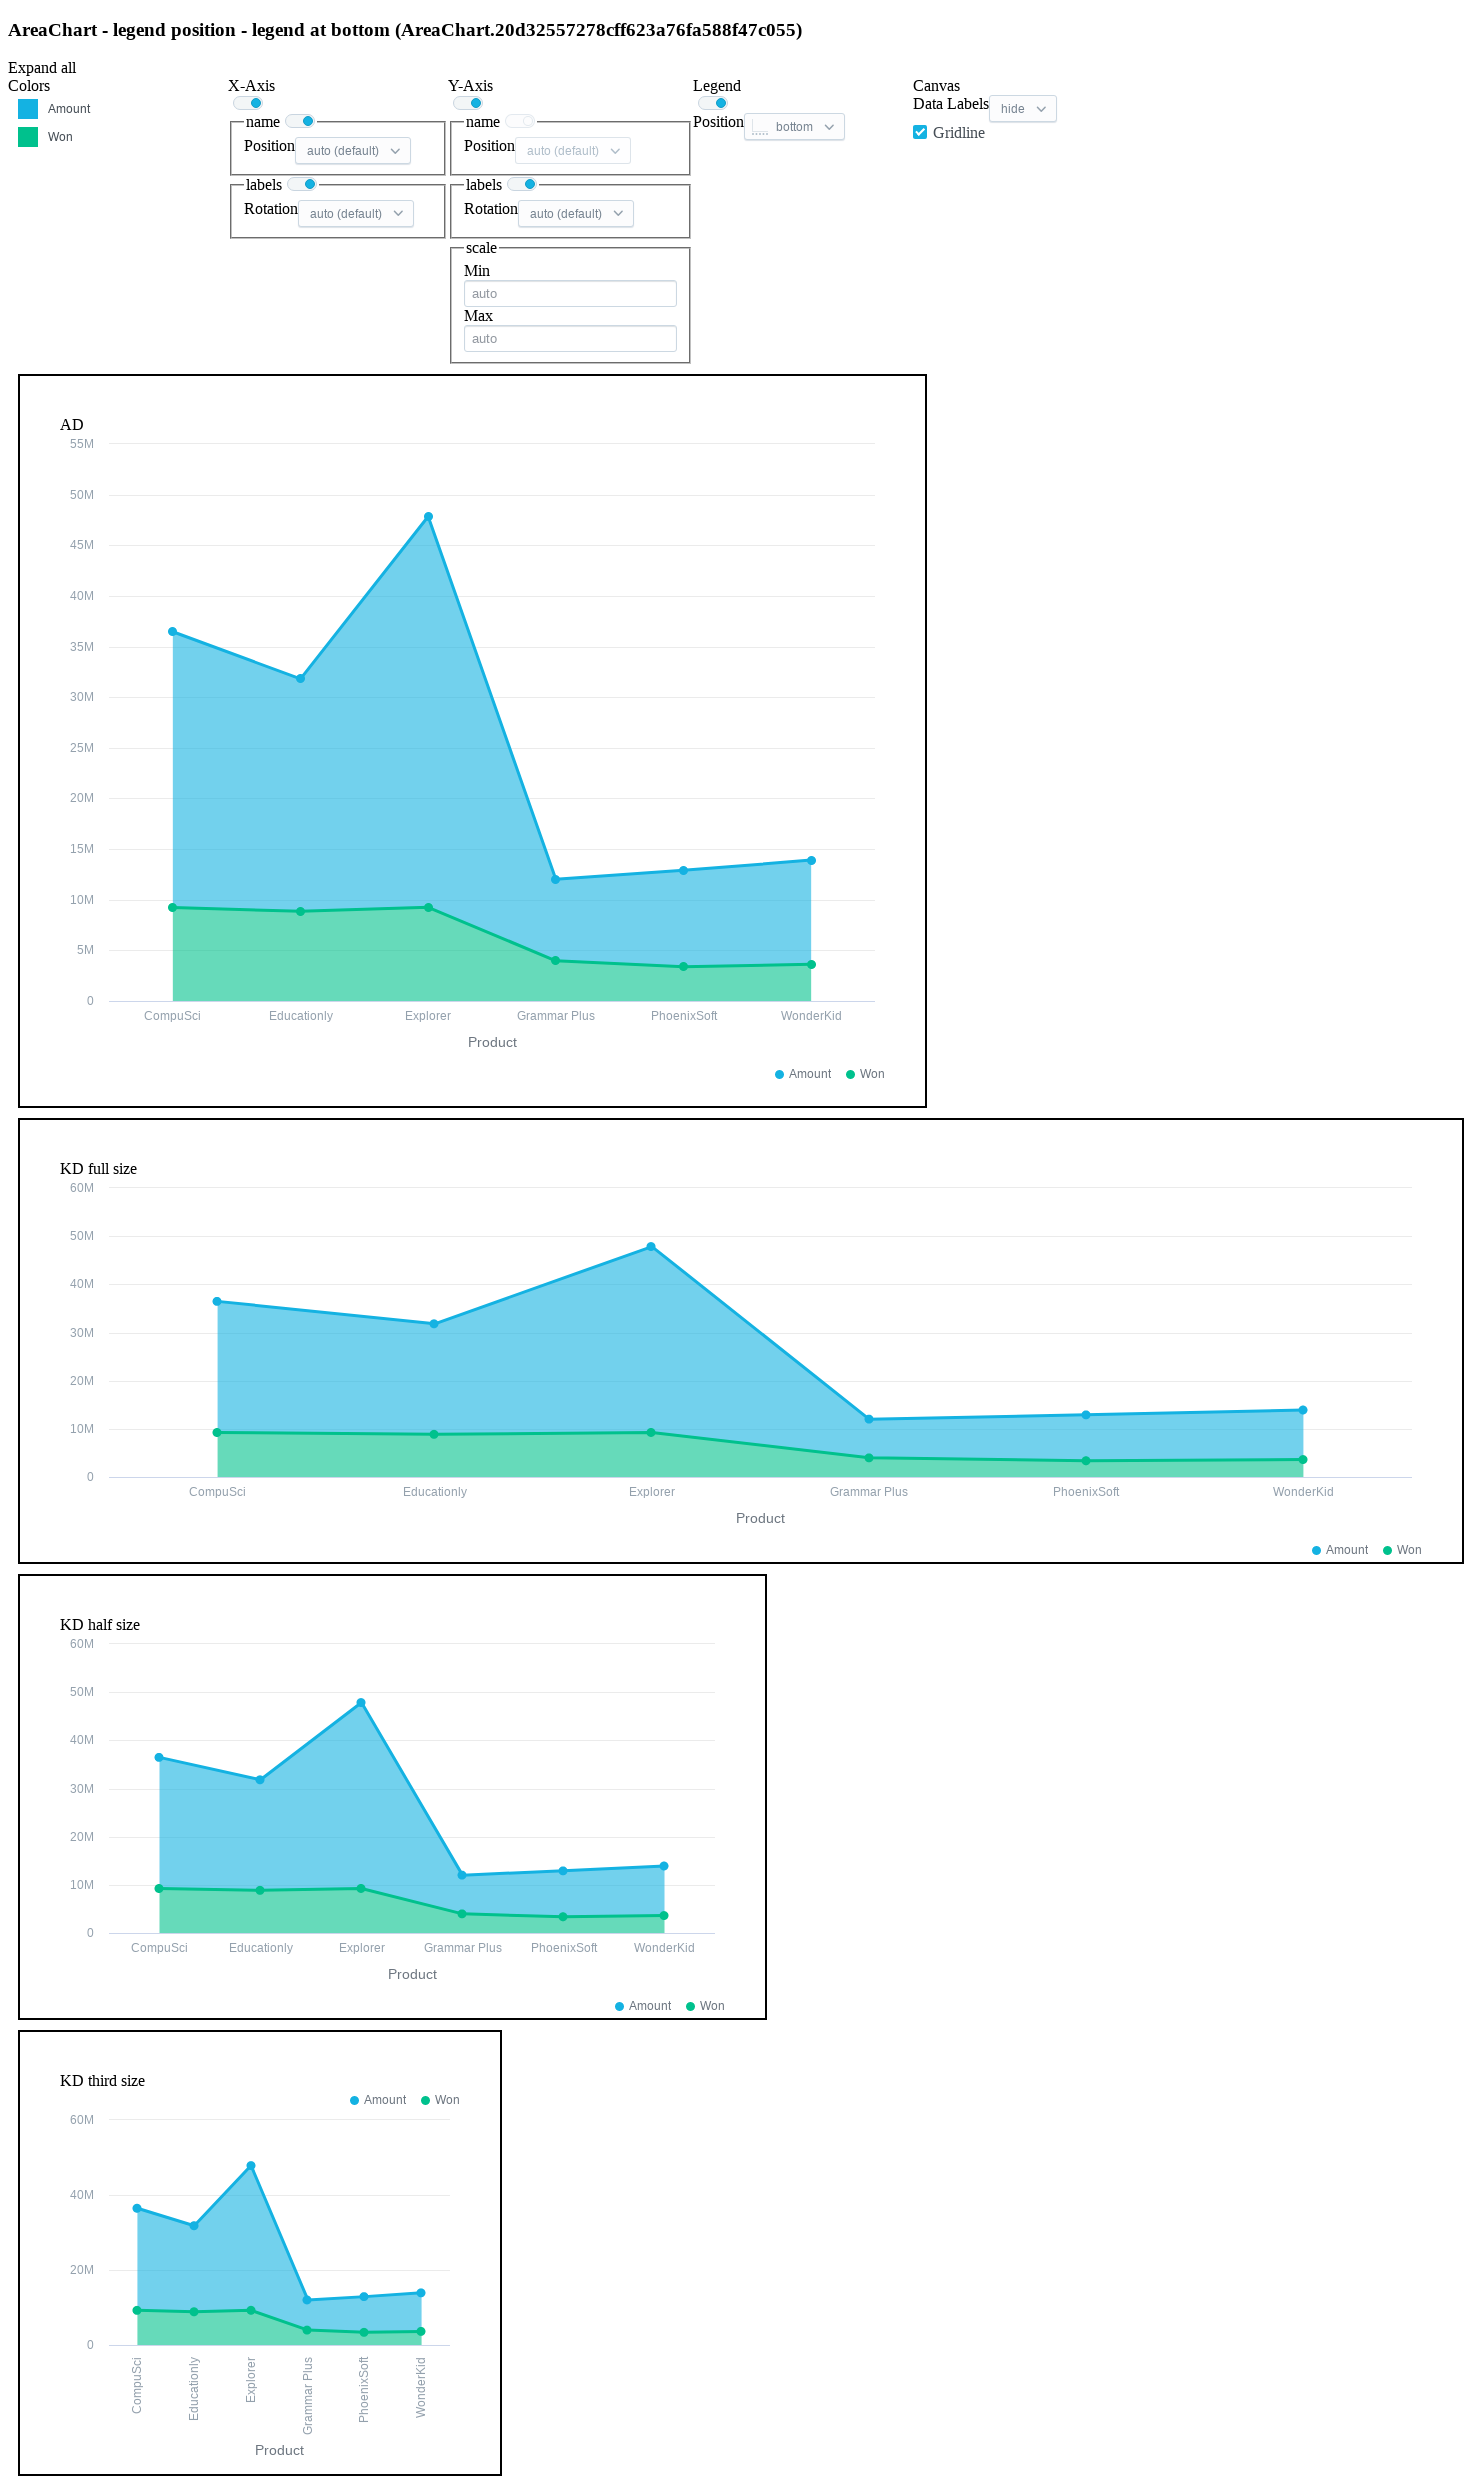 AreaChart - legend position - legend at bottom (AreaChart.20d32557278cff623a76fa588f47c055)
Expand all
Colors
Amount
Won
X-Axis
name
Position auto (default)
labels
Rotation auto (default)
Y-Axis
name
Position auto (default)
labels
Rotation auto (default)
scale
Min
auto
Max
auto
Legend
Position bottom
Canvas
Data Labels hide
Gridline
AD
55M
50M
45M
40M
35M
30M
25M
20M
15M
10M
5M
0
CompuSci Educationly Explorer Grammar Plus PhoenixSoft WonderKid
Product
Amount Won
KD full size
60M
50M
40M
30M
20M
10M
0
CompuSci Educationly Explorer Grammar Plus PhoenixSoft WonderKid
Product
Amount Won
KD half size
60M
50M
40M
30M
20M
10M
0
CompuSci Educationly Explorer Grammar Plus PhoenixSoft WonderKid
Product
Amount Won
KD third size
Amount Won
60M
40M
20M
0
CompuSci
Educationly
Explorer
Grammar Plus
PhoenixSoft
WonderKid
Product